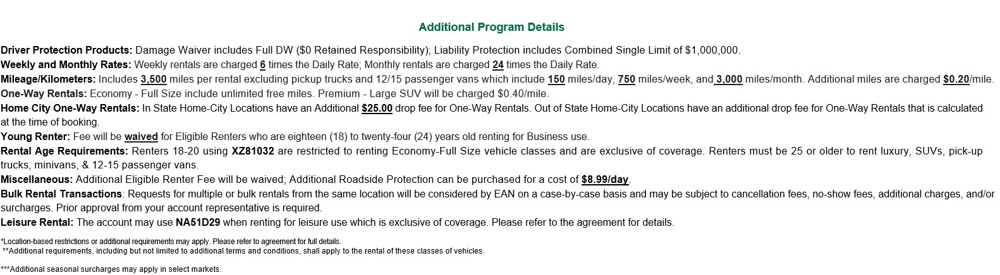 Additional Program Details
Driver Protection Products: Damage Waiver includes Full DW ($0 Retained Responsibility); Liability Protection includes Combined Single Limit of $1,000,000.
Weekly and Monthly Rates: Weekly rentals are charged 6 times the Daily Rate; Monthly rentals are charged 24 times the Daily Rate.
Mileage/Kilometers: Includes 3,500 miles per rental excluding pickup trucks and 12/15 passenger vans which include 150 miles/day, 750 miles/week, and 3,000 miles/month. Additional miles are charged $0.20/mile.
One-Way Rentals: Economy - Full Size include unlimited free miles. Premium - Large SUV will be charged $0.40/mile.
Home City One-Way Rentals: In State Home-City Locations have an Additional $25.00 drop fee for One-Way Rentals. Out of State Home-City Locations have an additional drop fee for One-Way Rentals that is calculated
at the time of booking.
Young Renter: Fee will be waived for Eligible Renters who are eighteen (18) to twenty-four (24) years old renting for Business use.
Rental Age Requirements: Renters 18-20 using XZ81032 are restricted to renting Economy-Full Size vehicle classes and are exclusive of coverage. Renters must be 25 or older to rent luxury, SUVs, pick-up
trucks, minivans, & 12-15 passenger vans.
Miscellaneous: Additional Eligible Renter Fee will be waived; Additional Roadside Protection can be purchased for a cost of $8.99/day.
Bulk Rental Transactions: Requests for multiple or bulk rentals from the same location will be considered by EAN on a case-by-case basis and may be subject to cancellation fees, no-show fees, additional charges, and/or
surcharges. Prior approval from your account representative is required.
Leisure Rental: The account may use NA51D29 when renting for leisure use which is exclusive of coverage. Please refer to the agreement for details.
*Location-based restrictions or additional requirements may apply. Please refer to agreement for full details.
**Additional requirements, including but not limited to additional terms and conditions, shall apply to the rental of these classes of vehicles.
***Additional seasonal surcharges may apply in select markets.